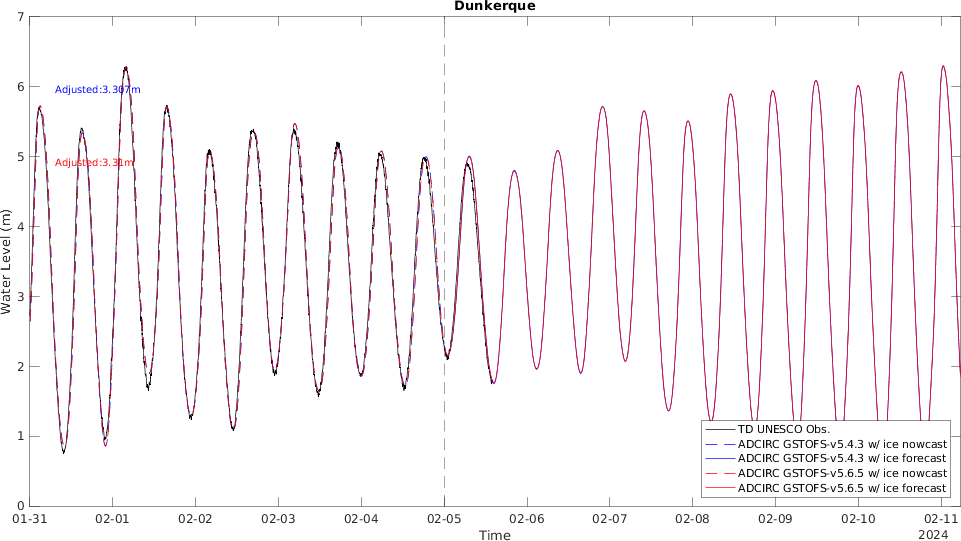 Dunkerque
7
6
5
4
3
2
1
0
Water Level (m)
Adjusted:3.307m
Adjusted:3.31m
TD UNESCO Obs.
ADCIRC GSTOFS-v5.4.3 w/ ice nowcast
ADCIRC GSTOFS-v5.4.3 w/ ice forecast
ADCIRC GSTOFS-v5.6.5 w/ ice nowcast
ADCIRC GSTOFS-v5.6.5 w/ ice forecast
01-31 02-01 02-02 02-03 02-04 02-05 02-06 02-07 02-08 02-09 02-10 02-11
Time
2024